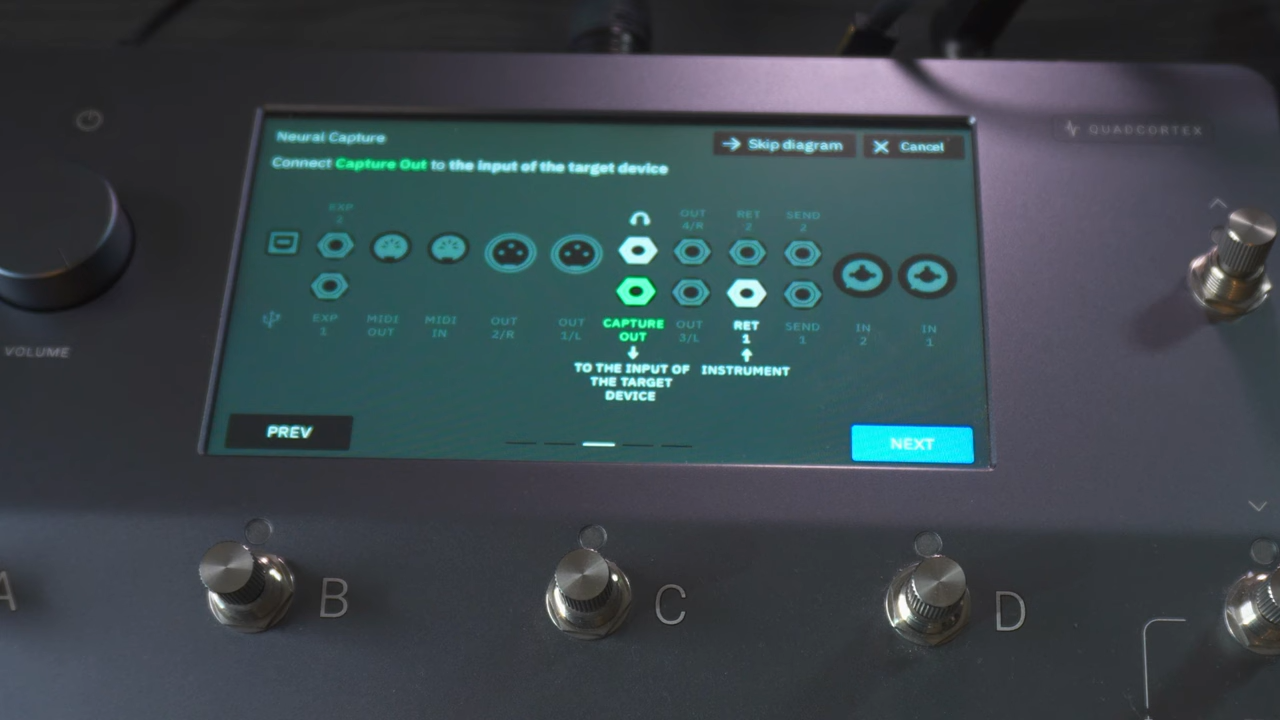 Neural Capture
Skip diagram
Cancel
QUADCORTEX
Connect Capture Out to the input of the target device
EXP
2
OUT
4/R
RET
2
SEND
2
EXP
1
MIDI
OUT
MIDI
IN
OUT
2/R
OUT
1/L
CAPTURE
OUT
OUT
3/L
RET
1
SEND
1
IN
2
IN
1
TO THE INPUT OF
THE TARGET
DEVICE
INSTRUMENT
VOLUME
PREV
NEXT
A
B
C
D